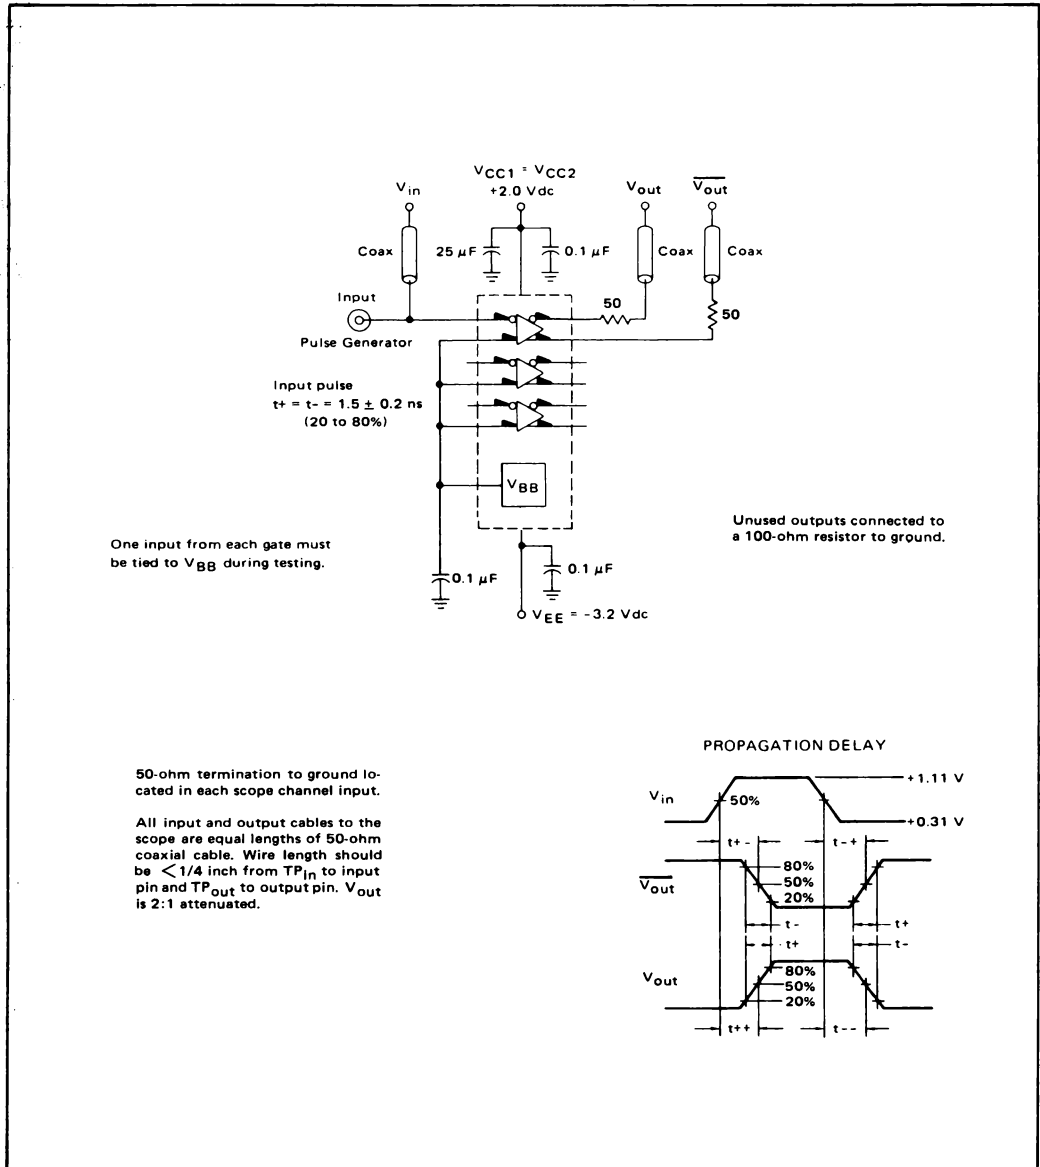 VCC1 = VCC2
+2.0 Vdc
Vin
Vout
Vout
Coax
25 µF
0.1 µF
Coax
Coax
Input
50
50
Pulse Generator
Input pulse
t+ = t- = 1.5 ± 0.2 ns
(20 to 80%)
VBB
Unused outputs connected to
a 100-ohm resistor to ground.
One input from each gate must
be tied to VBB during testing.
0.1 µF
0.1 µF
VEE = -3.2 Vdc
PROPAGATION DELAY
50-ohm termination to ground lo-
cated in each scope channel input.
All input and output cables to the
scope are equal lengths of 50-ohm
coaxial cable. Wire length should
be < 1/4 inch from TPin to input
pin and TPout to output pin. Vout
is 2:1 attenuated.
+1.11 V
Vin
50%
+0.31 V
t+-
t-+
80%
Vout
50%
20%
t-
t+
t+
t-
80%
Vout
50%
20%
t++
t--